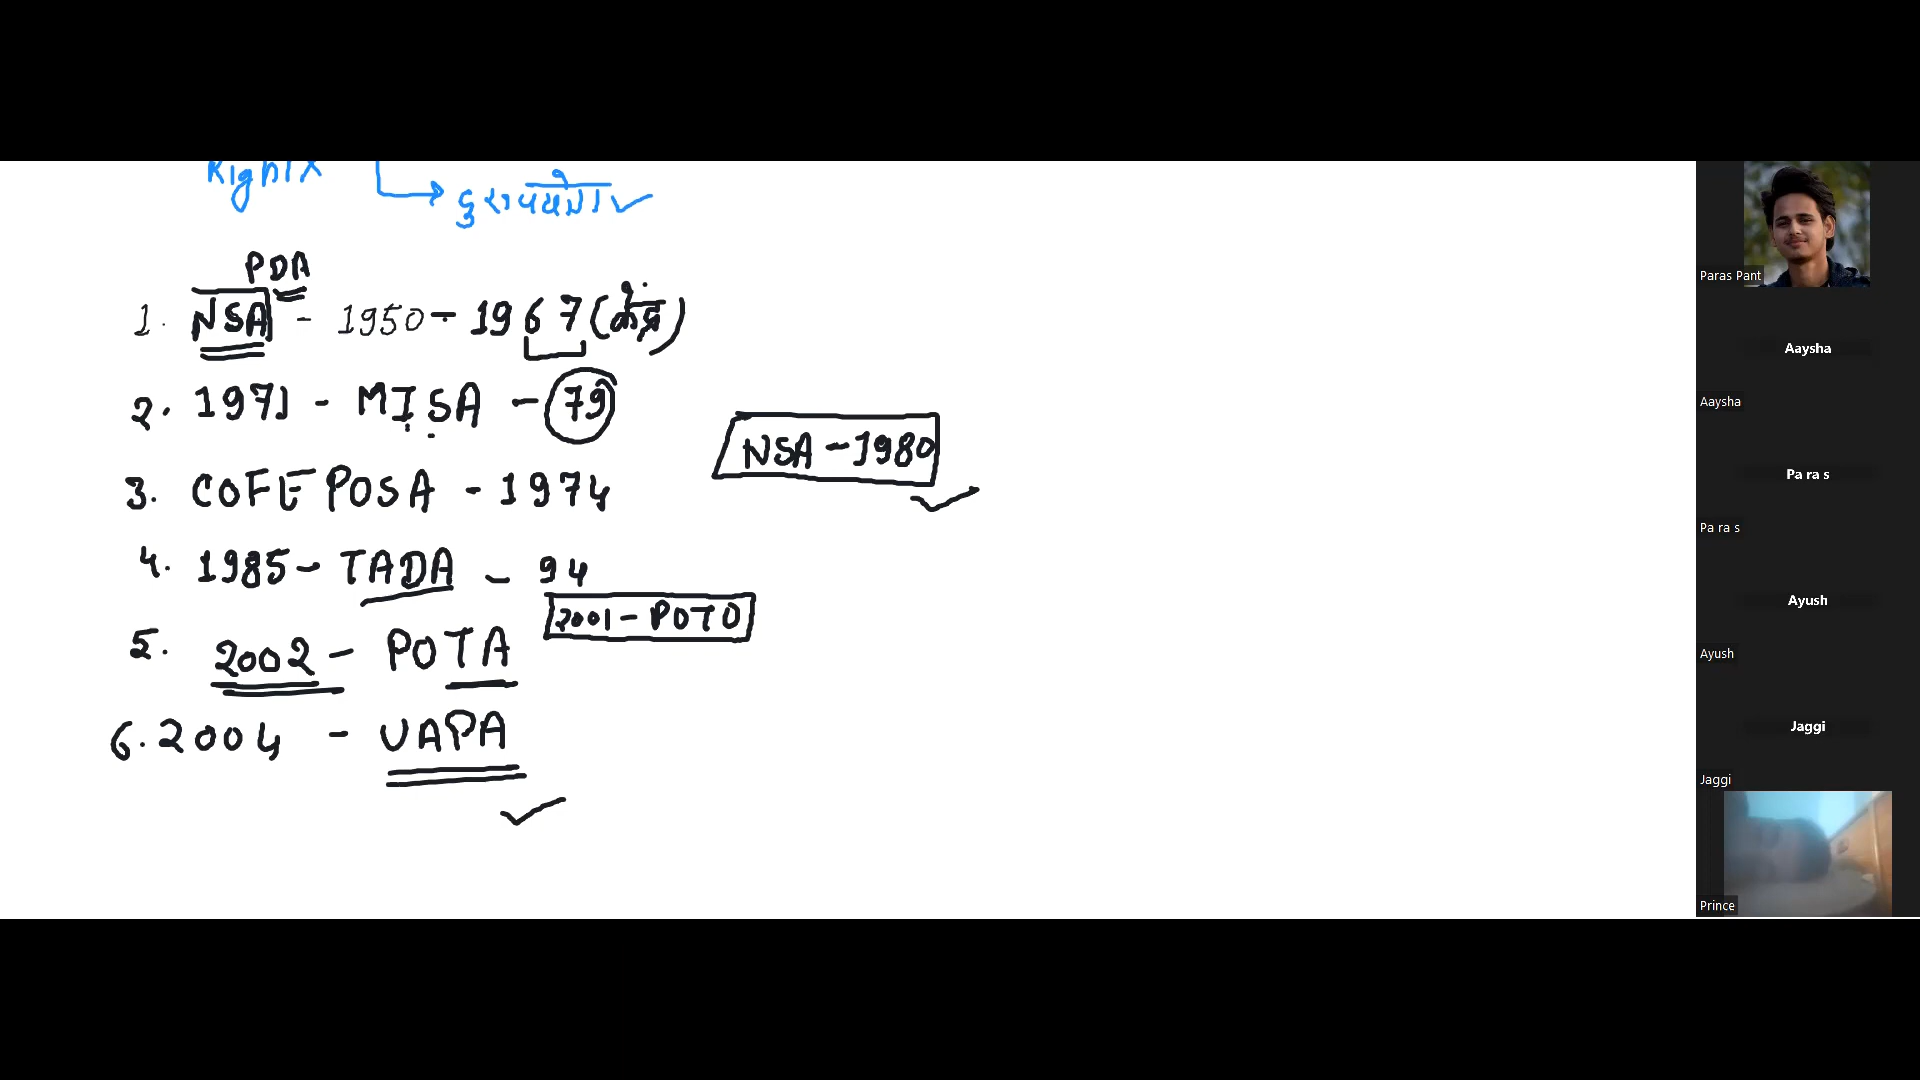 Right X
→ दुरुपयोग ✓
PDA
1. NSA - 1950 - 1967 (केंद्र)
2. 1971 - MISA - 79
NSA - 1980 ✓
3. COFEPOSA - 1974
4. 1985 - TADA - 94
2001 - POTO
5. 2002 - POTA
6. 2004 - UAPA
✓
Paras Pant
Aaysha
Aaysha
Pa ra s
Pa ra s
Ayush
Ayush
Jaggi
Jaggi
Prince